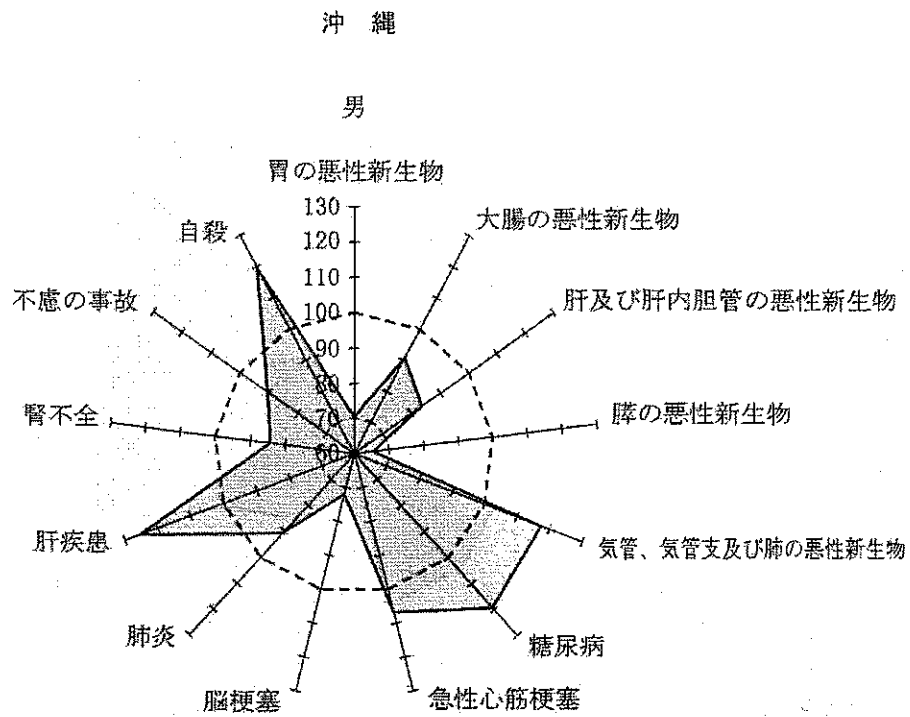 沖 縄
男
胃の悪性新生物
大腸の悪性新生物
肝及び肝内胆管の悪性新生物
膵の悪性新生物
気管、気管支及び肺の悪性新生物
糖尿病
急性心筋梗塞
脳梗塞
肺炎
肝疾患
腎不全
不慮の事故
自殺
130
120
110
100
90
80
70
60